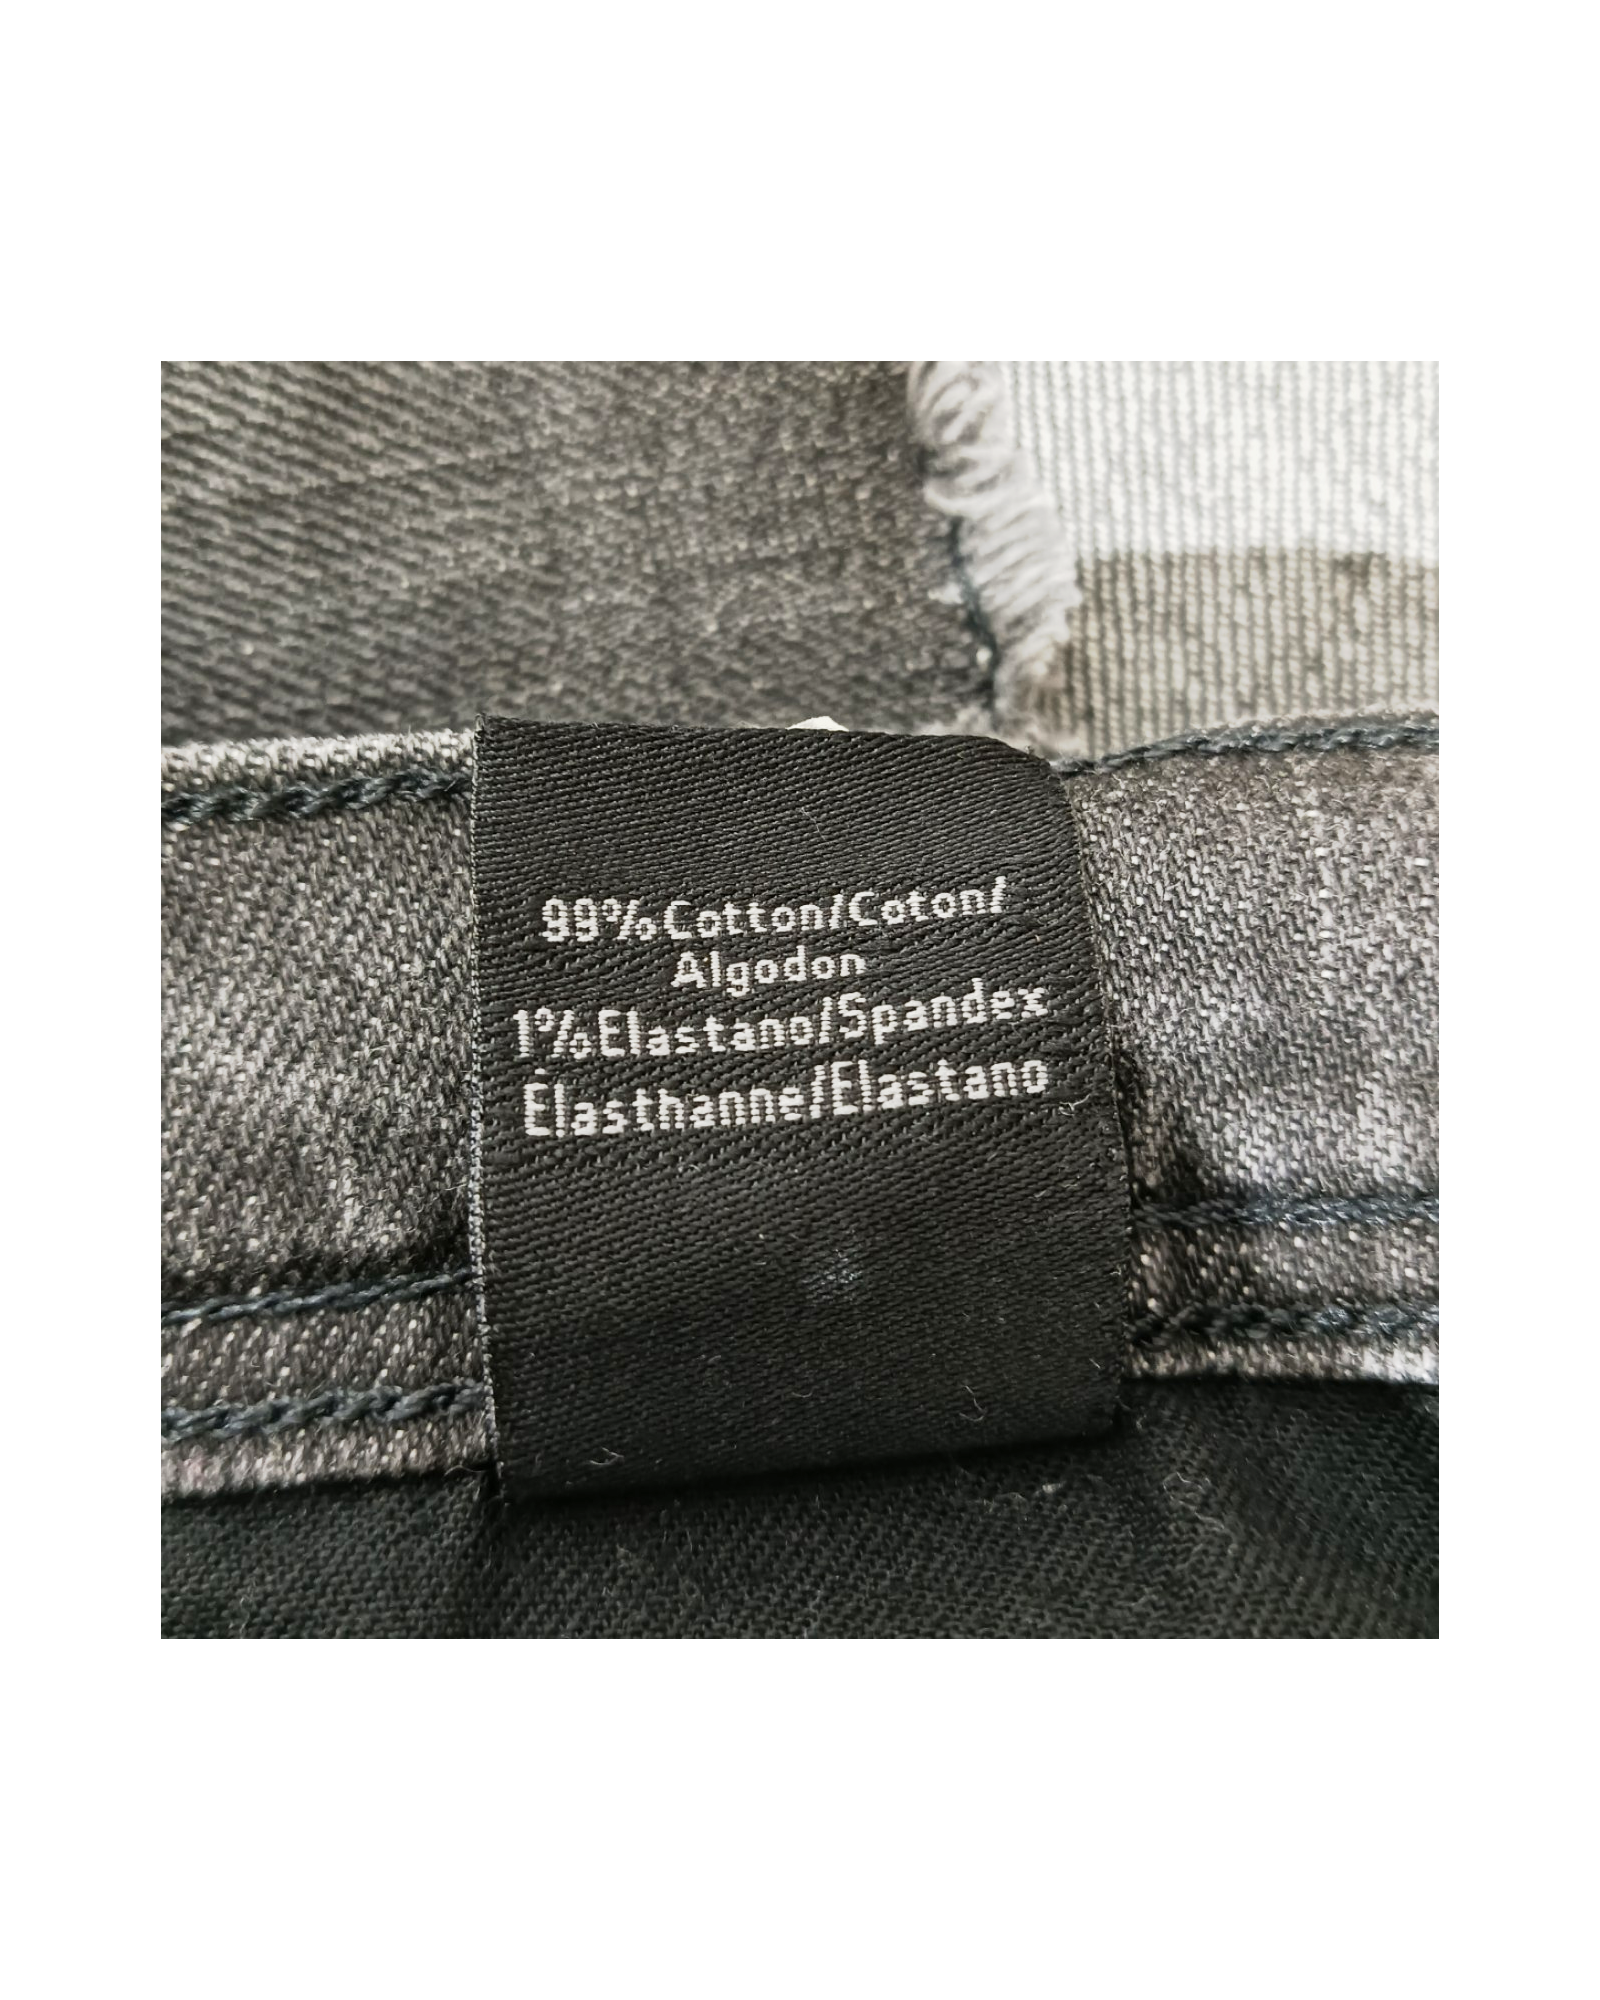 99%Cotton/Coton/
Algodon
1%Elastano/Spandex
Élasthanne/Elastano